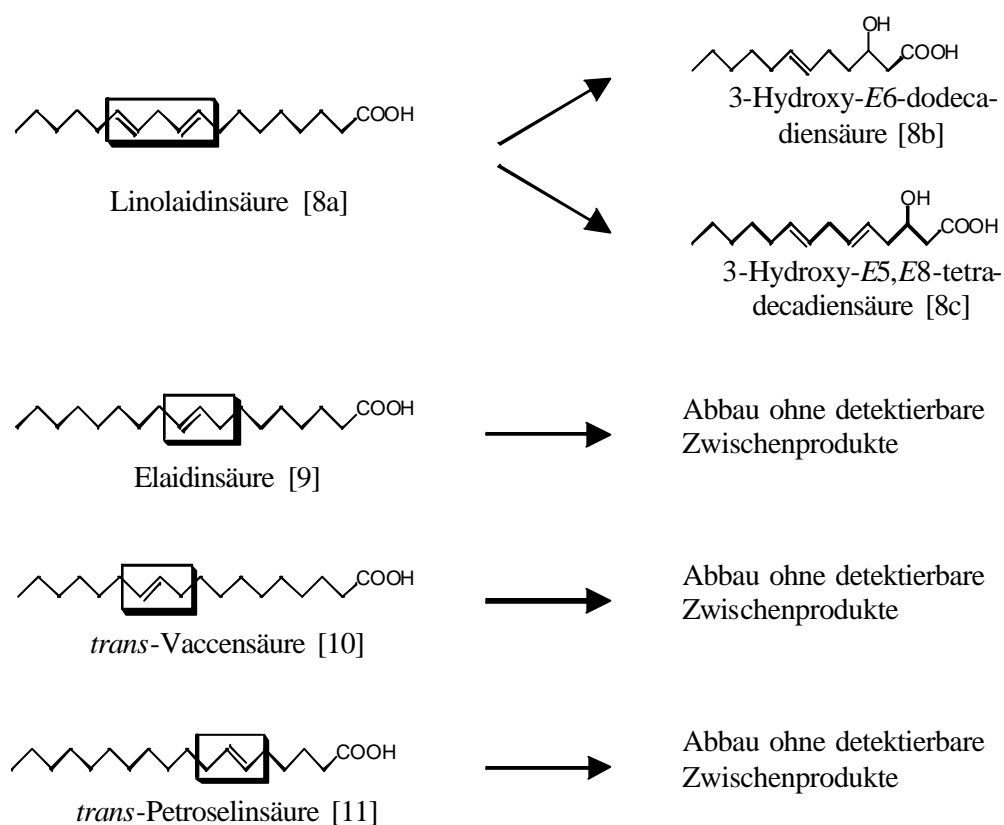 OH
COOH
3-Hydroxy-E6-dodeca-
diensäure [8b]
COOH
Linolaidinsäure [8a]
OH
COOH
3-Hydroxy-E5,E8-tetra-
decadiensäure [8c]
COOH
Elaidinsäure [9]
Abbau ohne detektierbare
Zwischenprodukte
COOH
trans-Vaccensäure [10]
Abbau ohne detektierbare
Zwischenprodukte
COOH
trans-Petroselinsäure [11]
Abbau ohne detektierbare
Zwischenprodukte